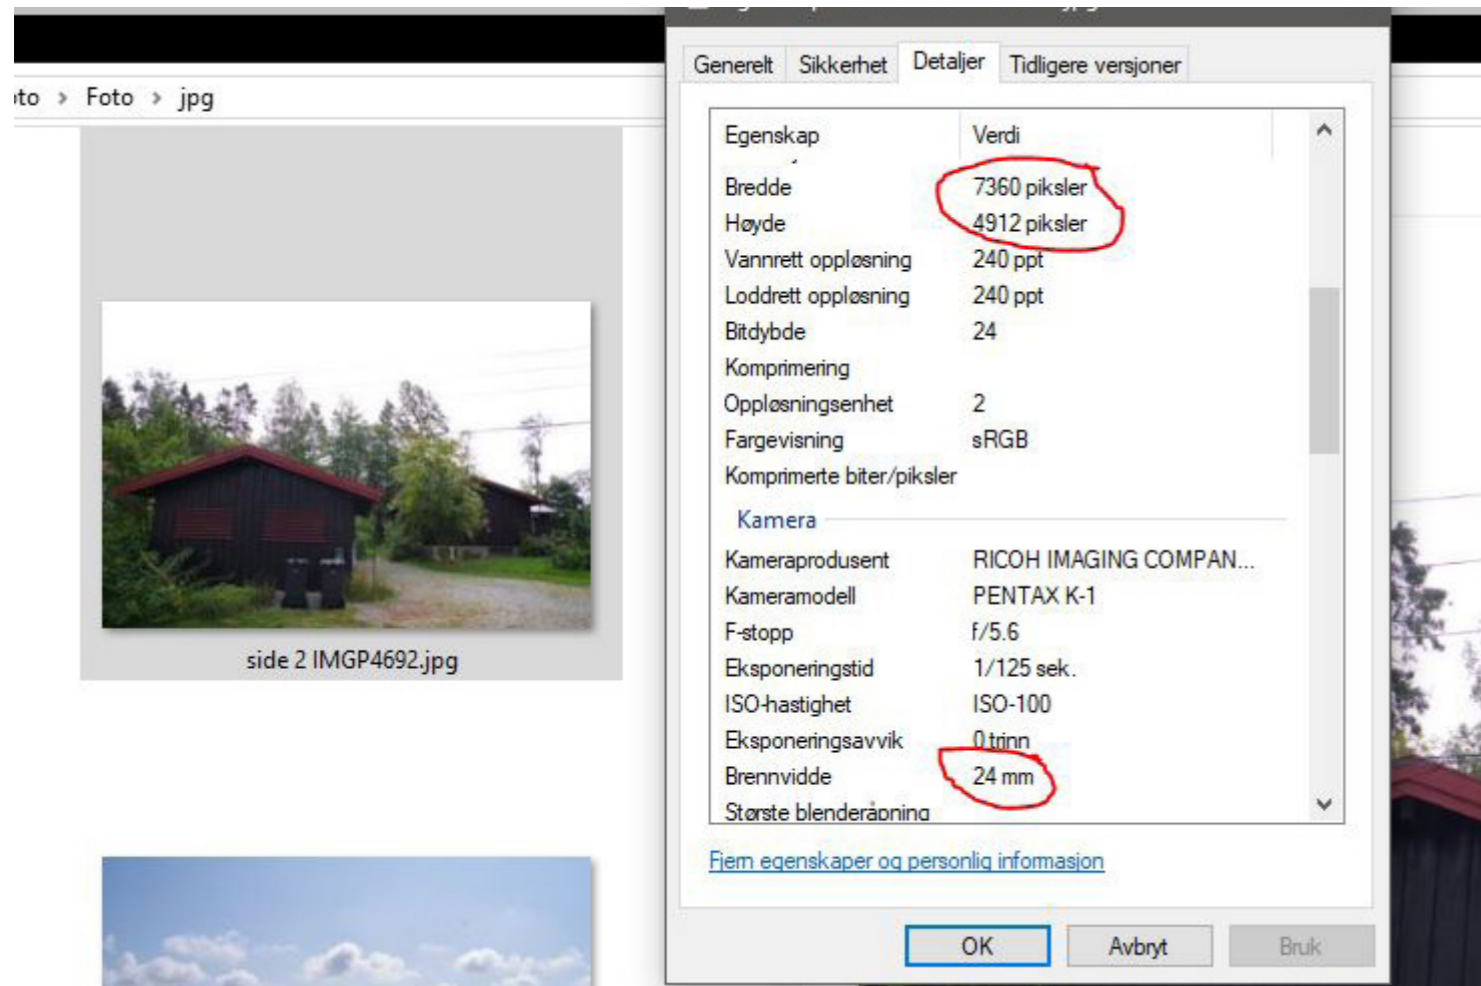 Generelt Sikkerhet Detaljer Tidligere versjoner
Foto > jpg
Egenskap Verdi
Bredde 7360 piksler
Høyde 4912 piksler
Vannrett oppløsning 240 ppt
Loddrett oppløsning 240 ppt
Bitdybde 24
Komprimering
Oppløsningsenhet 2
Fargevisning sRGB
Komprimerte biter/piksler
Kamera
Kameraprodusent RICOH IMAGING COMPAN...
Kameramodell PENTAX K-1
F-stopp f/5.6
Eksponeringstid 1/125 sek.
ISO-hastighet ISO-100
Eksponeringsavvik 0 trinn
Brennvidde 24 mm
Største blenderåpning
side 2 IMGP4692.jpg
Fjern egenskaper og personlig informasjon
OK Avbryt Bruk